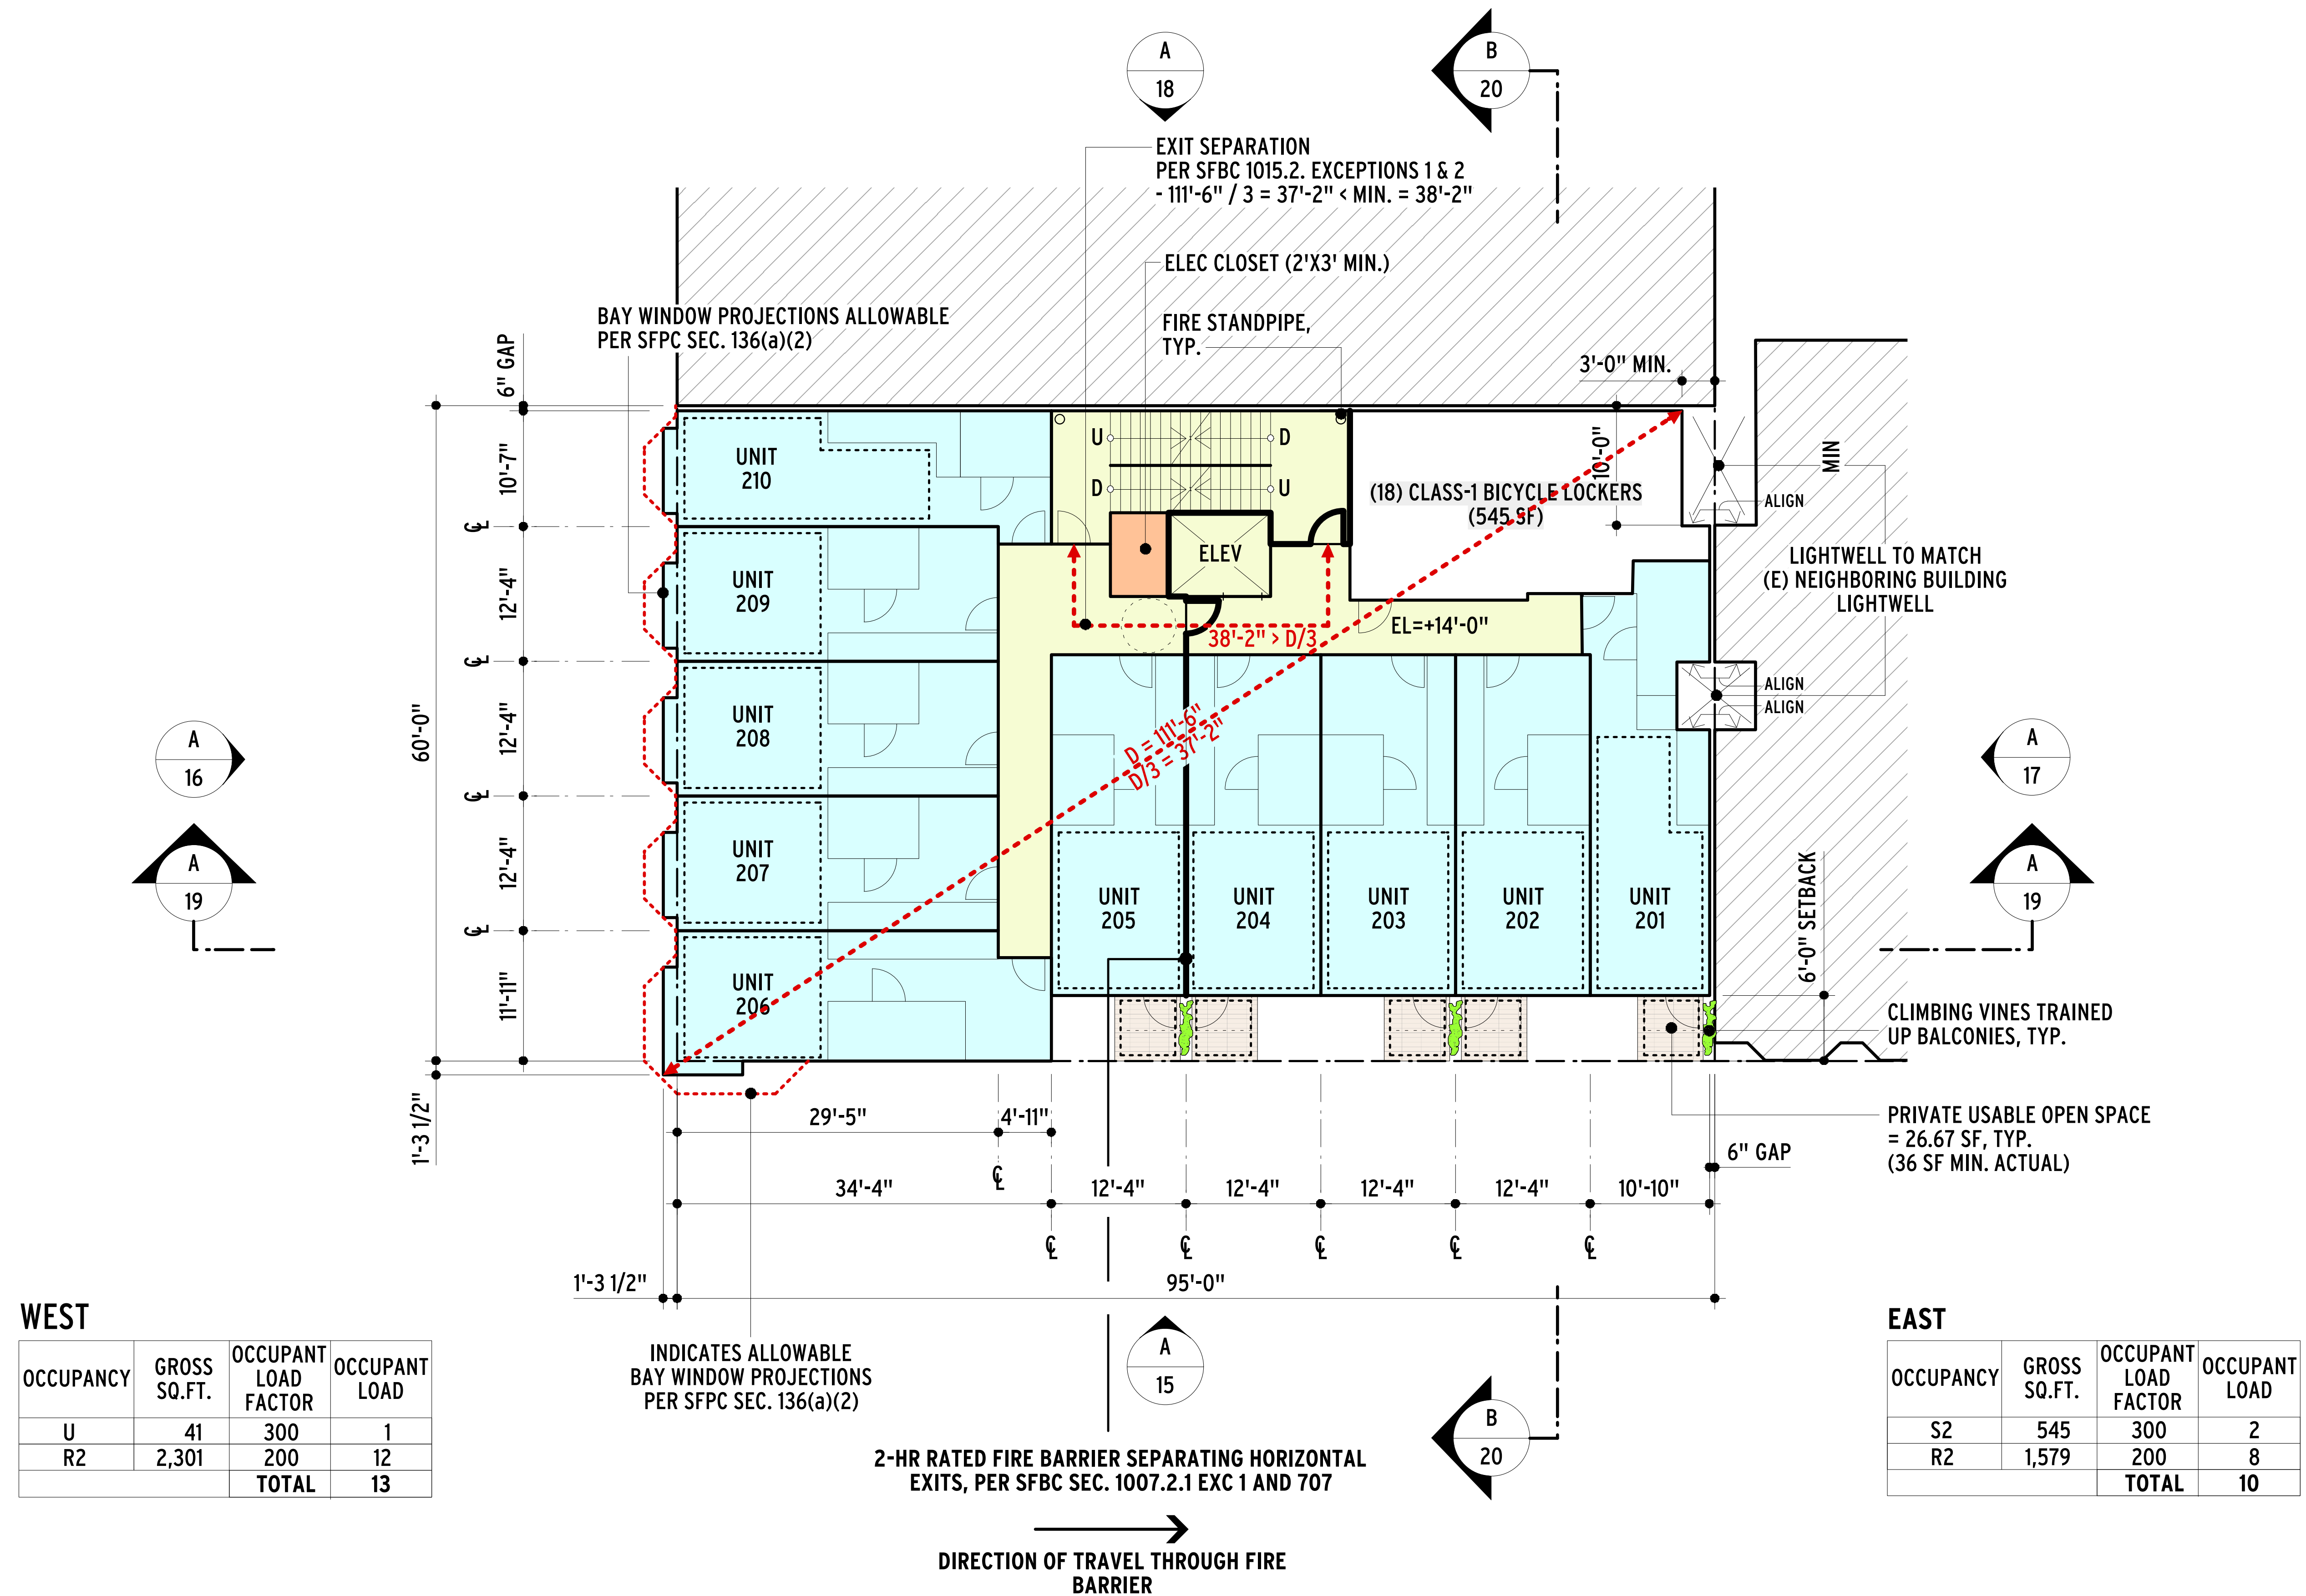 A
18
B
20
EXIT SEPARATION
PER SFBC 1015.2. EXCEPTIONS 1 & 2
- 111'-6" / 3 = 37'-2" < MIN. = 38'-2"
ELEC CLOSET (2'X3' MIN.)
BAY WINDOW PROJECTIONS ALLOWABLE
PER SFPC SEC. 136(a)(2)
FIRE STANDPIPE,
TYP.
3'-0" MIN.
6" GAP
10'-7"
12'-4"
12'-4"
12'-4"
11'-11"
60'-0"
1'-3 1/2"
CL
CL
CL
CL
UNIT
210
U
D
D
U
10'-0"
MIN
(18) CLASS-1 BICYCLE LOCKERS
(545 SF)
ALIGN
ELEV
LIGHTWELL TO MATCH
(E) NEIGHBORING BUILDING
LIGHTWELL
UNIT
209
38'-2" > D/3
EL=+14'-0"
ALIGN
ALIGN
UNIT
208
D = 111'-6"
D/3 = 37'-2"
A
16
A
17
UNIT
207
A
19
A
19
UNIT
205
UNIT
204
UNIT
203
UNIT
202
UNIT
201
6'-0" SETBACK
UNIT
206
CLIMBING VINES TRAINED
UP BALCONIES, TYP.
PRIVATE USABLE OPEN SPACE
= 26.67 SF, TYP.
(36 SF MIN. ACTUAL)
29'-5"
4'-11"
6" GAP
CL
34'-4"
12'-4"
12'-4"
12'-4"
12'-4"
10'-10"
CL
CL
CL
CL
CL
1'-3 1/2"
95'-0"
INDICATES ALLOWABLE
BAY WINDOW PROJECTIONS
PER SFPC SEC. 136(a)(2)
A
15
B
20
2-HR RATED FIRE BARRIER SEPARATING HORIZONTAL
EXITS, PER SFBC SEC. 1007.2.1 EXC 1 AND 707
DIRECTION OF TRAVEL THROUGH FIRE
BARRIER
WEST
OCCUPANCY GROSS SQ.FT. OCCUPANT LOAD FACTOR OCCUPANT LOAD
U 41 300 1
R2 2,301 200 12
TOTAL 13
EAST
OCCUPANCY GROSS SQ.FT. OCCUPANT LOAD FACTOR OCCUPANT LOAD
S2 545 300 2
R2 1,579 200 8
TOTAL 10